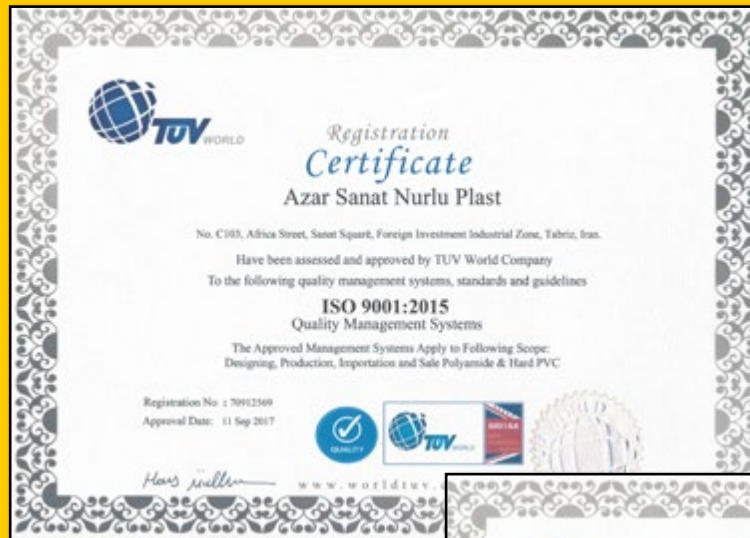 TUV WORLD
Registration
Certificate
Azar Sanat Nurlu Plast
No. C103, Africa Street, Sanat Square, Foreign Investment Industrial Zone, Tabriz, Iran.
Have been assessed and approved by TUV World Company
To the following quality management systems, standards and guidelines
ISO 9001:2015
Quality Management Systems
The Approved Management Systems Apply to Following Scope:
Designing, Production, Importation and Sale Polyamide & Hard PVC
Registration No : 70912569
Approval Date: 11 Sep 2017
QUALITY
TUV WORLD
www.worldtuv.